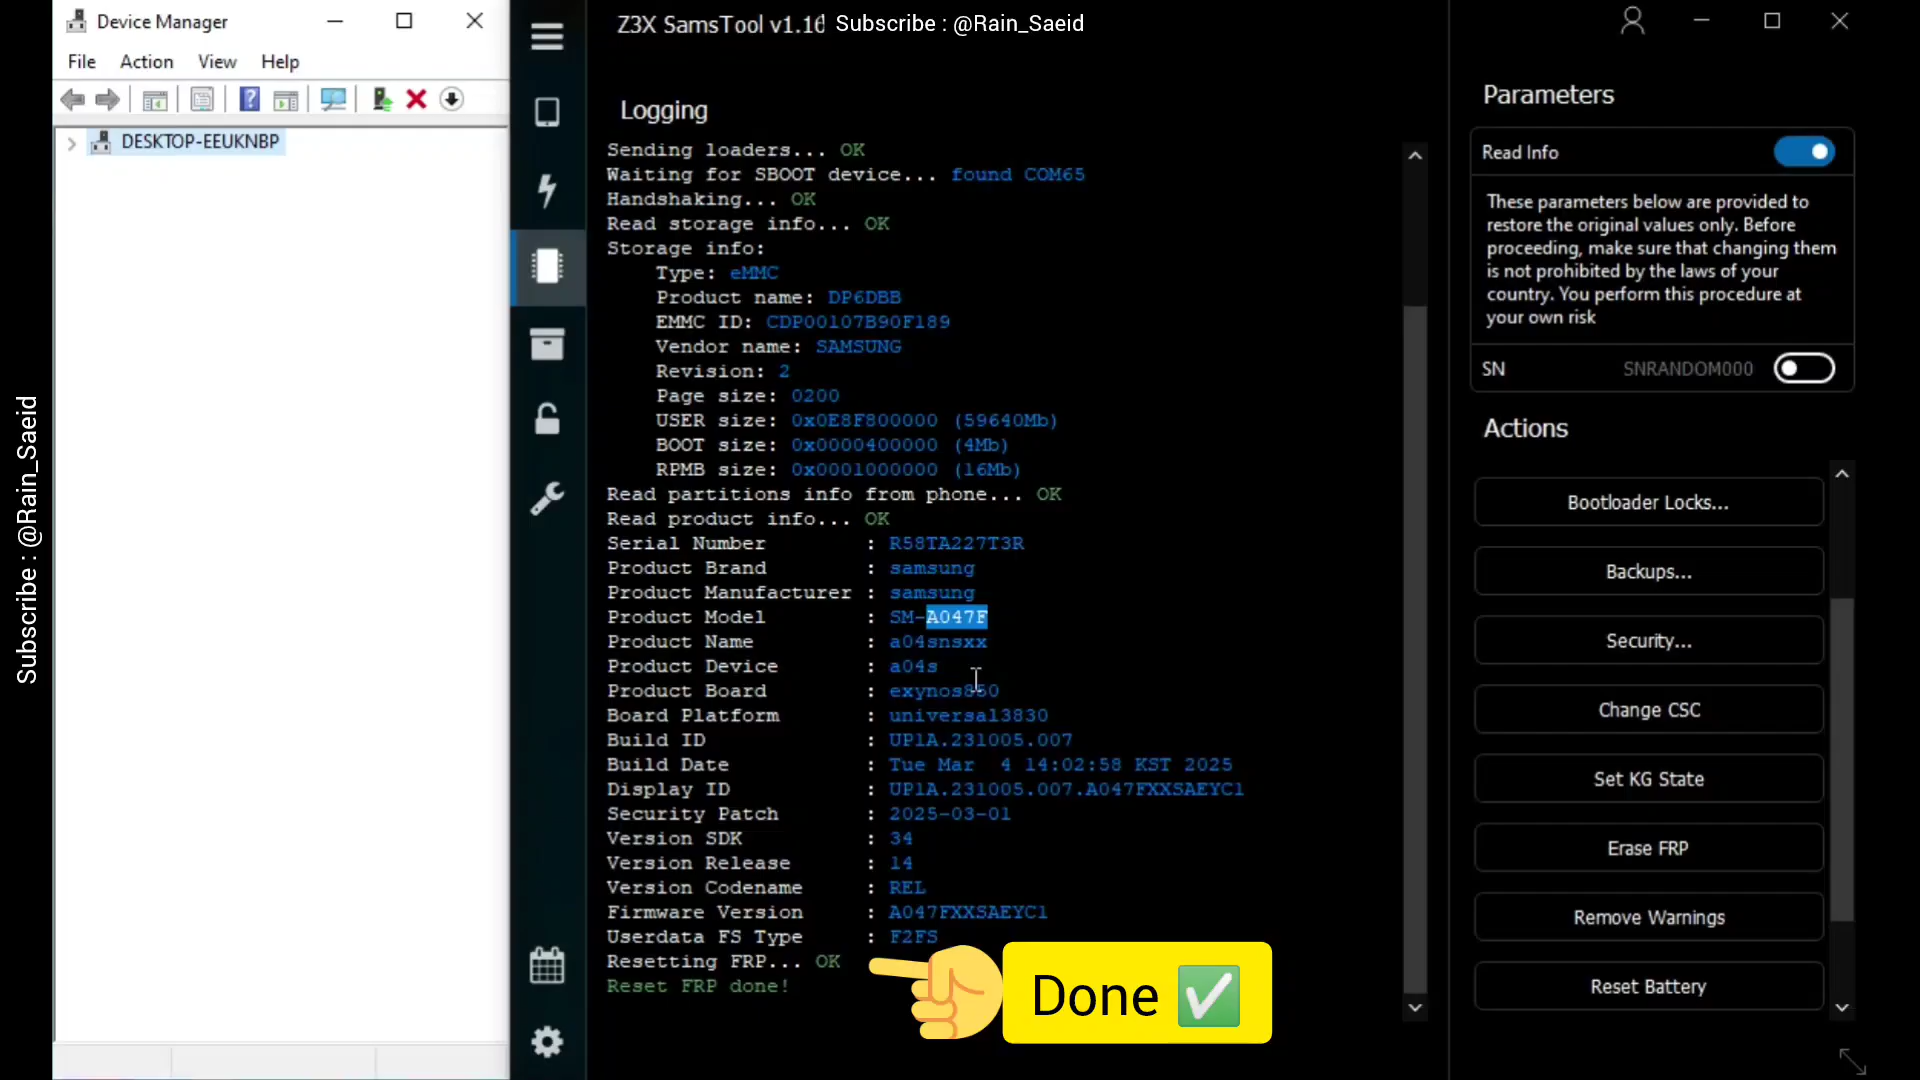 Device Manager
File Action View Help
DESKTOP-EEUKNBP
Subscribe : @Rain_Saeid
Z3X SamsTool v1.16
Subscribe : @Rain_Saeid
Logging
Sending loaders... OK
Waiting for SBOOT device... found COM65
Handshaking... OK
Read storage info... OK
Storage info:
Type: eMMC
Product name: DP6DBB
EMMC ID: CDP00107B90F189
Vendor name: SAMSUNG
Revision: 2
Page size: 0200
USER size: 0x0E8F800000 (59640Mb)
BOOT size: 0x0000400000 (4Mb)
RPMB size: 0x0001000000 (16Mb)
Read partitions info from phone... OK
Read product info... OK
Serial Number : R58TA227T3R
Product Brand : samsung
Product Manufacturer : samsung
Product Model : SM-A047F
Product Name : a04snsxx
Product Device : a04s
Product Board : exynos850
Board Platform : universal3830
Build ID : UP1A.231005.007
Build Date : Tue Mar 4 14:02:58 KST 2025
Display ID : UP1A.231005.007.A047FXXSAEYC1
Security Patch : 2025-03-01
Version SDK : 34
Version Release : 14
Version Codename : REL
Firmware Version : A047FXXSAEYC1
Userdata FS Type : F2FS
Resetting FRP... OK
Reset FRP done!
Done
Parameters
Read Info
These parameters below are provided to
restore the original values only. Before
proceeding, make sure that changing them
is not prohibited by the laws of your
country. You perform this procedure at
your own risk
SN SNRANDOM000
Actions
Bootloader Locks...
Backups...
Security...
Change CSC
Set KG State
Erase FRP
Remove Warnings
Reset Battery